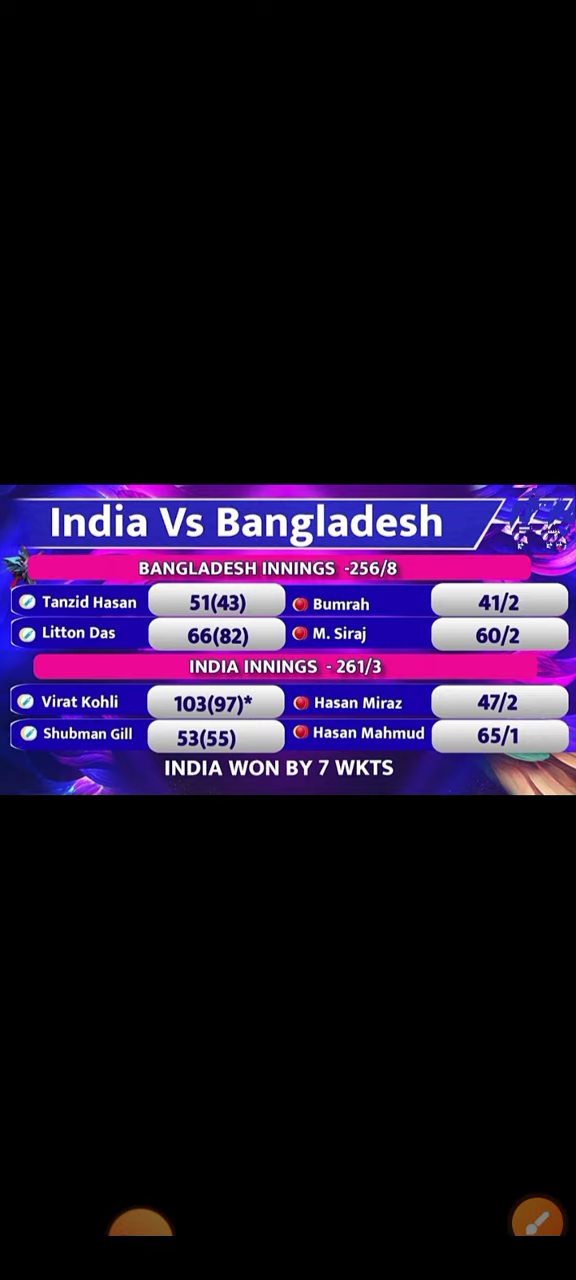 India Vs Bangladesh
BANGLADESH INNINGS -256/8
Tanzid Hasan 51(43) Bumrah 41/2
Litton Das 66(82) M. Siraj 60/2
INDIA INNINGS - 261/3
Virat Kohli 103(97)* Hasan Miraz 47/2
Shubman Gill 53(55) Hasan Mahmud 65/1
INDIA WON BY 7 WKTS